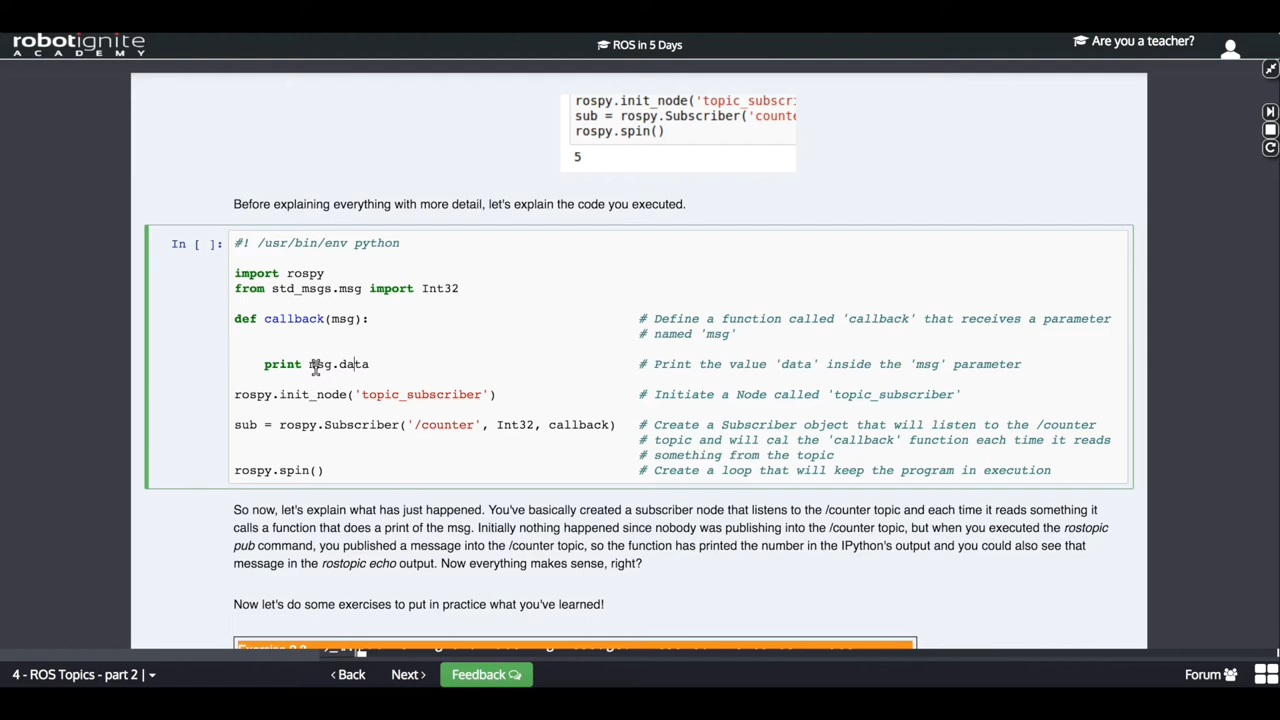 robotignite
ACADEMY
ROS in 5 Days
Are you a teacher?
rospy.init_node('topic_subscri
sub = rospy.Subscriber('counte
rospy.spin()
5
Before explaining everything with more detail, let's explain the code you executed.
In [ ]:
#! /usr/bin/env python
import rospy
from std_msgs.msg import Int32
def callback(msg): # Define a function called 'callback' that receives a parameter
# named 'msg'
print msg.data # Print the value 'data' inside the 'msg' parameter
rospy.init_node('topic_subscriber') # Initiate a Node called 'topic_subscriber'
sub = rospy.Subscriber('/counter', Int32, callback) # Create a Subscriber object that will listen to the /counter
# topic and will cal the 'callback' function each time it reads
# something from the topic
rospy.spin() # Create a loop that will keep the program in execution
So now, let's explain what has just happened. You've basically created a subscriber node that listens to the /counter topic and each time it reads something it
calls a function that does a print of the msg. Initially nothing happened since nobody was publishing into the /counter topic, but when you executed the rostopic
pub command, you published a message into the /counter topic, so the function has printed the number in the IPython's output and you could also see that
message in the rostopic echo output. Now everything makes sense, right?
Now let's do some exercises to put in practice what you've learned!
4 - ROS Topics - part 2 |
Back
Next
Feedback
Forum